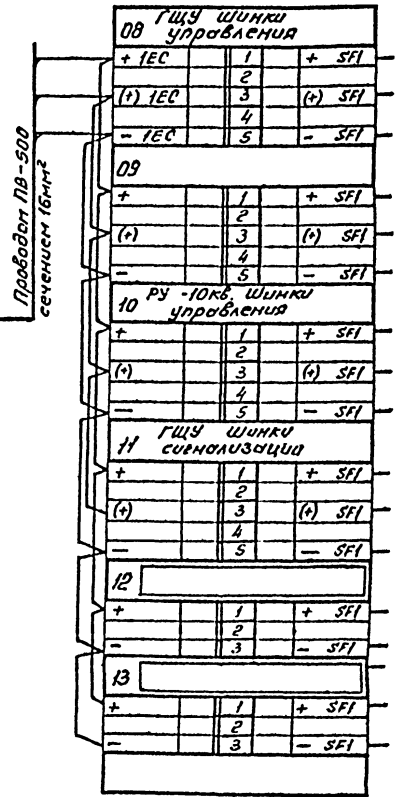 Проводом ПВ-500
сечением 16мм²
08 ГЩУ шинки
управления
+ 1ЕС 1 + SF1
2
(+) 1ЕС 3 (+) SF1
4
- 1ЕС 5 - SF1
09
+ 1 + SF1
2
(+) 3 (+) SF1
4
- 5 - SF1
10 РУ -10кв. Шинки
управления
+ 1 + SF1
2
(+) 3 (+) SF1
4
- 5 - SF1
11 ГЩУ шинки
сигнализации
+ 1 + SF1
2
(+) 3 (+) SF1
4
- 5 - SF1
12
+ 1 + SF1
2
- 3 - SF1
13
+ 1 + SF1
2
- 3 - SF1